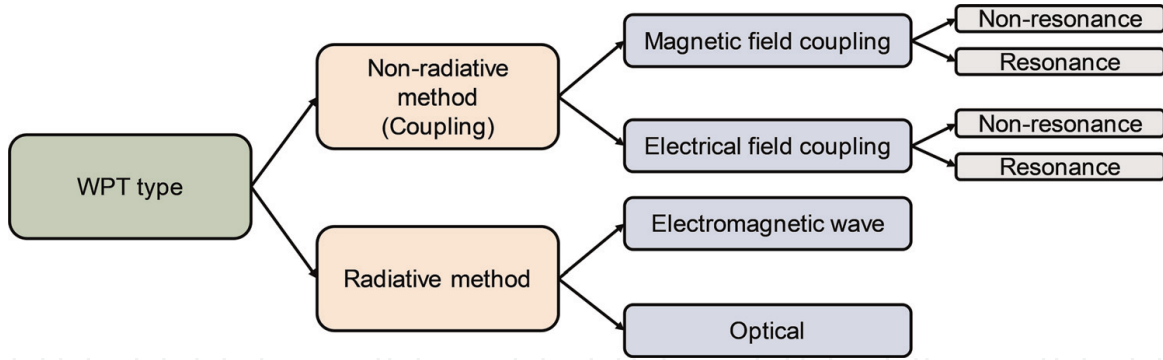 WPT type
Non-radiative
method
(Coupling)
Radiative method
Magnetic field coupling
Electrical field coupling
Electromagnetic wave
Optical
Non-resonance
Resonance
Non-resonance
Resonance